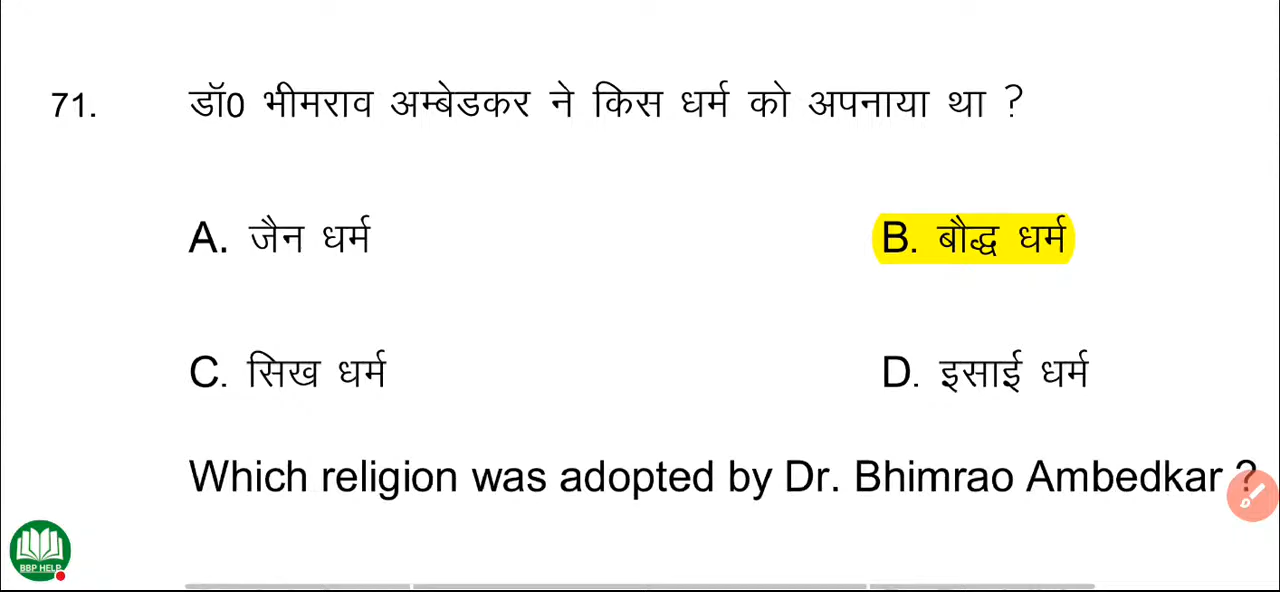 71. डॉ0 भीमराव अम्बेडकर ने किस धर्म को अपनाया था ?
A. जैन धर्म B. बौद्ध धर्म
C. सिख धर्म D. इसाई धर्म
Which religion was adopted by Dr. Bhimrao Ambedkar ?
BBP HELP